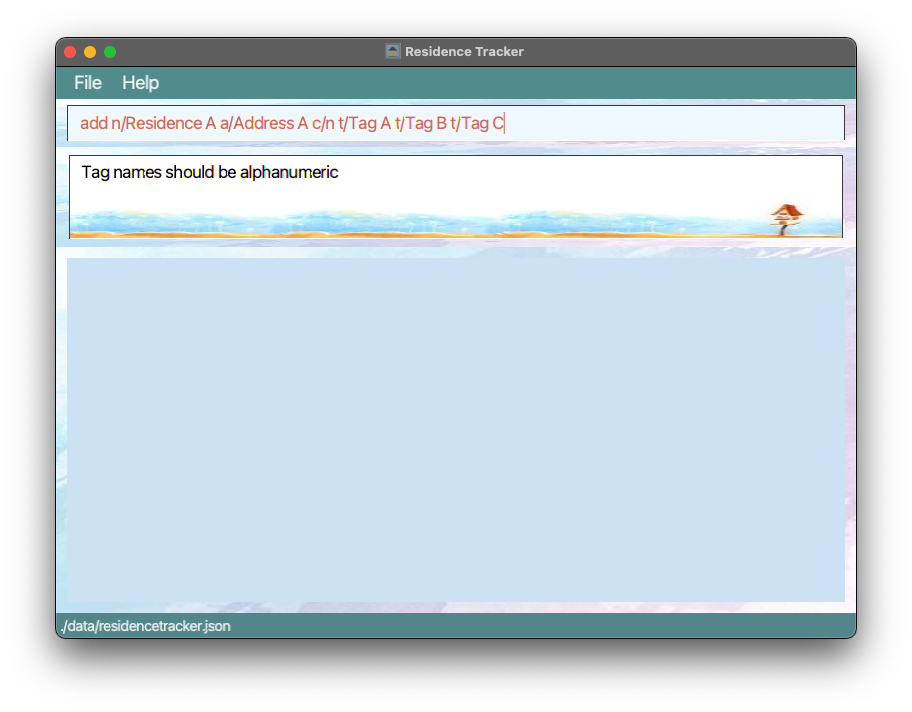 Residence Tracker
File Help
add n/Residence A a/Address A c/n t/Tag A t/Tag B t/Tag C
Tag names should be alphanumeric
./data/residencetracker.json